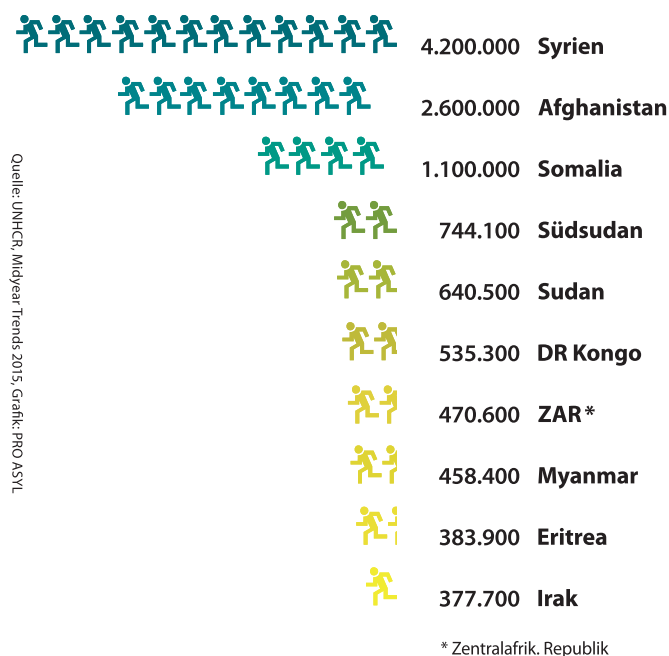 4.200.000 Syrien
2.600.000 Afghanistan
1.100.000 Somalia
744.100 Südsudan
640.500 Sudan
535.300 DR Kongo
470.600 ZAR*
458.400 Myanmar
383.900 Eritrea
377.700 Irak
* Zentralafrik. Republik
Quelle: UNHCR, Midyear Trends 2015, Grafik: PRO ASYL